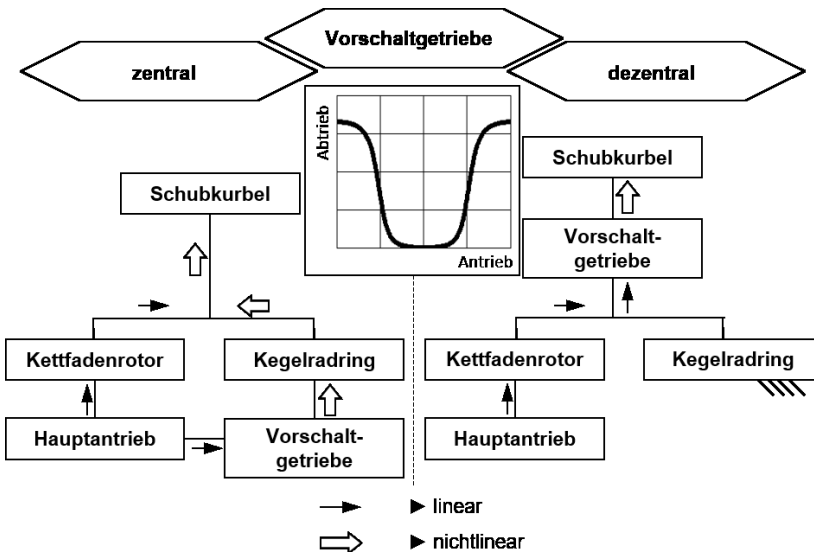 Vorschaltgetriebe
zentral
dezentral
Abtrieb
Antrieb
Schubkurbel
Kettfadenrotor
Kegelradring
Hauptantrieb
Vorschalt-
getriebe
Schubkurbel
Vorschalt-
getriebe
Kettfadenrotor
Kegelradring
Hauptantrieb
► linear
► nichtlinear